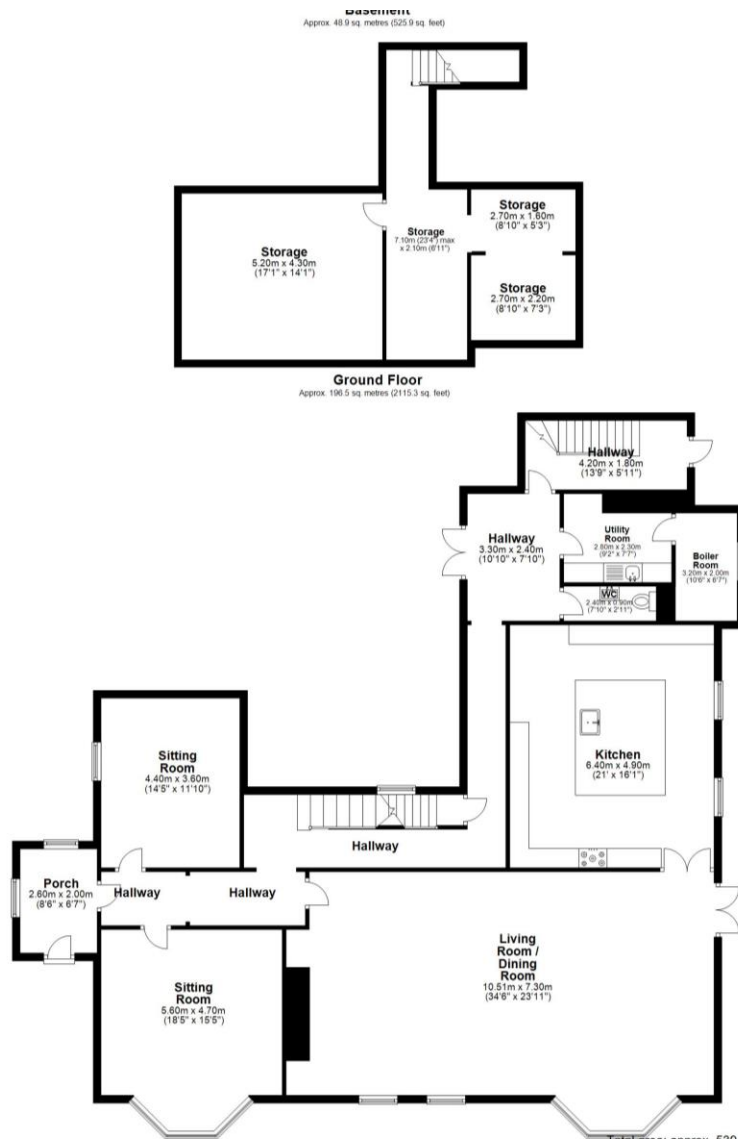 Basement
Approx. 48.9 sq. metres (525.9 sq. feet)
Storage
5.20m x 4.30m
(17'1" x 14'1")
Storage
7.10m (23'4") max
x 2.10m (6'11")
Storage
2.70m x 1.60m
(8'10" x 5'3")
Storage
2.70m x 2.20m
(8'10" x 7'3")
Ground Floor
Approx. 196.5 sq. metres (2115.3 sq. feet)
Hallway
4.20m x 1.80m
(13'9" x 5'11")
Hallway
3.30m x 2.40m
(10'10" x 7'10")
Utility
Room
2.80m x 2.30m
(9'2" x 7'7")
Boiler
Room
3.20m x 2.00m
(10'6" x 6'7")
WC
2.40m x 0.90m
(7'10" x 2'11")
Kitchen
6.40m x 4.90m
(21' x 16'1")
Sitting
Room
4.40m x 3.60m
(14'5" x 11'10")
Hallway
Porch
2.60m x 2.00m
(8'6" x 6'7")
Hallway
Hallway
Living
Room /
Dining
Room
10.51m x 7.30m
(34'6" x 23'11")
Sitting
Room
5.60m x 4.70m
(18'5" x 15'5")
Total area: approx. 530